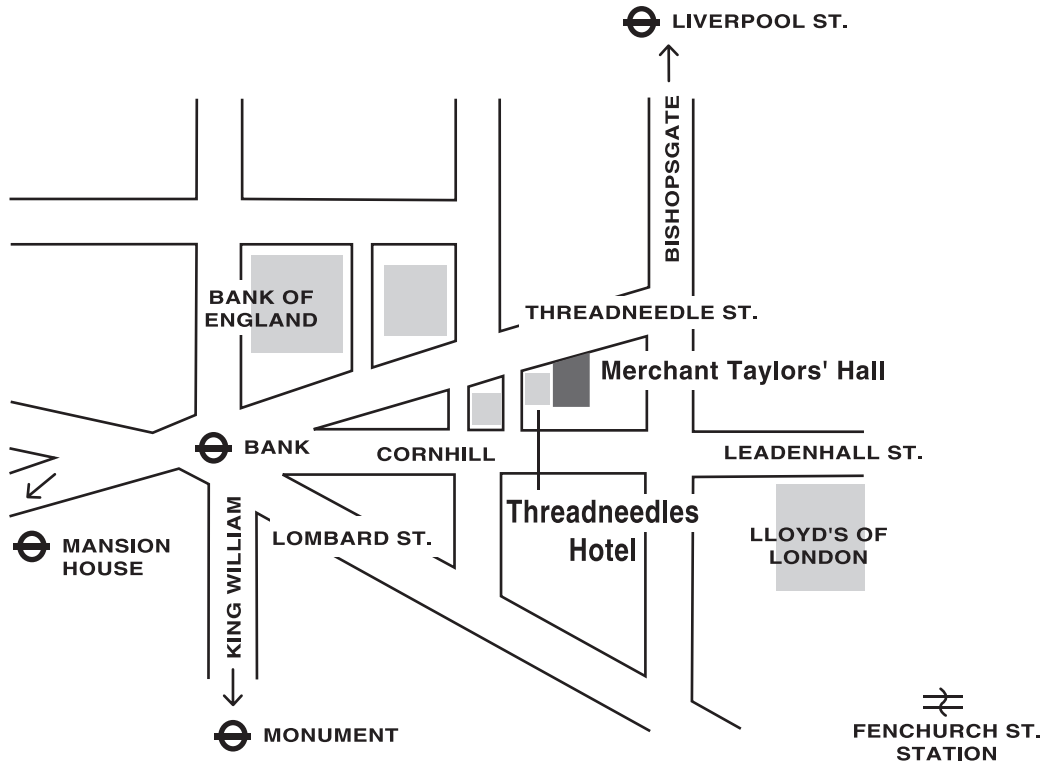 LIVERPOOL ST.
BISHOPSGATE
BANK OF
ENGLAND
THREADNEEDLE ST.
Merchant Taylors' Hall
BANK
CORNHILL
LEADENHALL ST.
Threadneedles
Hotel
LOMBARD ST.
LLOYD'S OF
LONDON
MANSION
HOUSE
KING WILLIAM
MONUMENT
FENCHURCH ST.
STATION